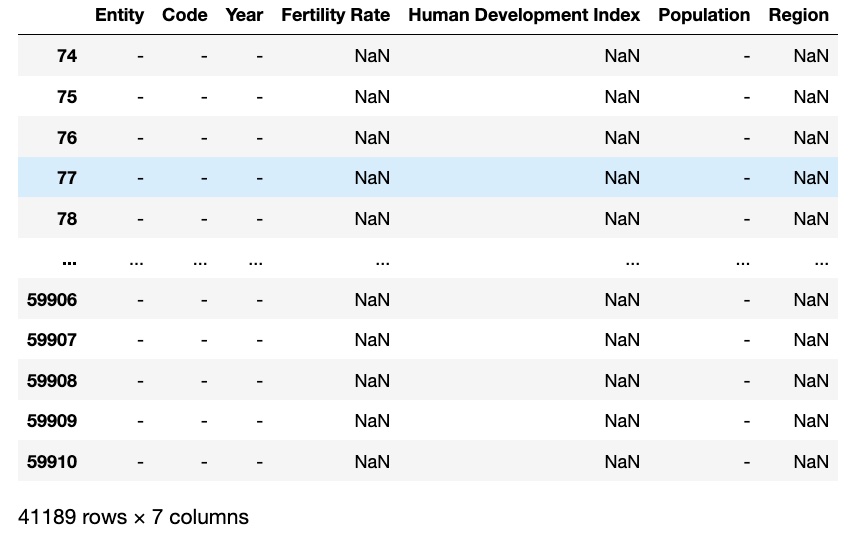 Entity Code Year Fertility Rate Human Development Index Population Region
74 - - - NaN NaN - NaN
75 - - - NaN NaN - NaN
76 - - - NaN NaN - NaN
77 - - - NaN NaN - NaN
78 - - - NaN NaN - NaN
... ... ... ... ... ... ... ...
59906 - - - NaN NaN - NaN
59907 - - - NaN NaN - NaN
59908 - - - NaN NaN - NaN
59909 - - - NaN NaN - NaN
59910 - - - NaN NaN - NaN
41189 rows × 7 columns